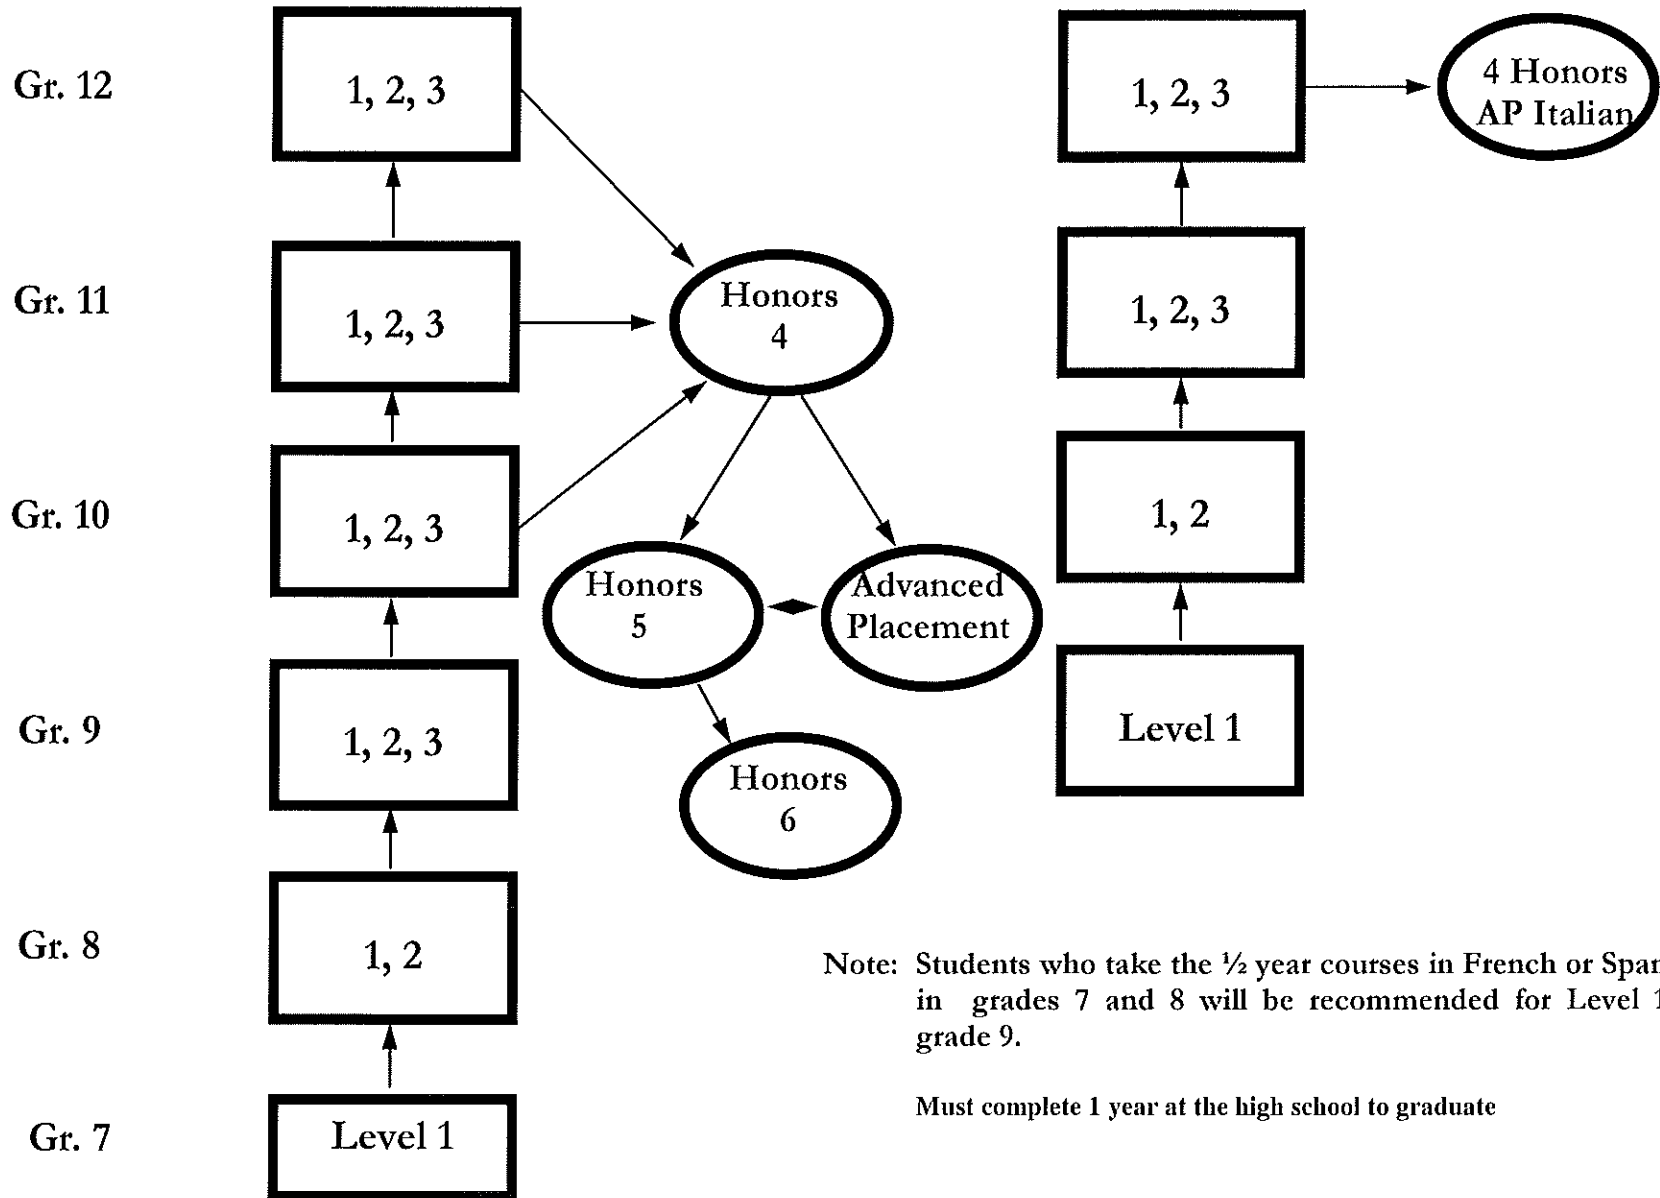 Gr. 12
1, 2, 3
1, 2, 3
4 Honors
AP Italian
Gr. 11
1, 2, 3
Honors
4
1, 2, 3
Gr. 10
1, 2, 3
1, 2
Honors
5
Advanced
Placement
Gr. 9
1, 2, 3
Level 1
Honors
6
Gr. 8
1, 2
Note: Students who take the ½ year courses in French or Span
in grades 7 and 8 will be recommended for Level 1
grade 9.
Must complete 1 year at the high school to graduate
Gr. 7
Level 1